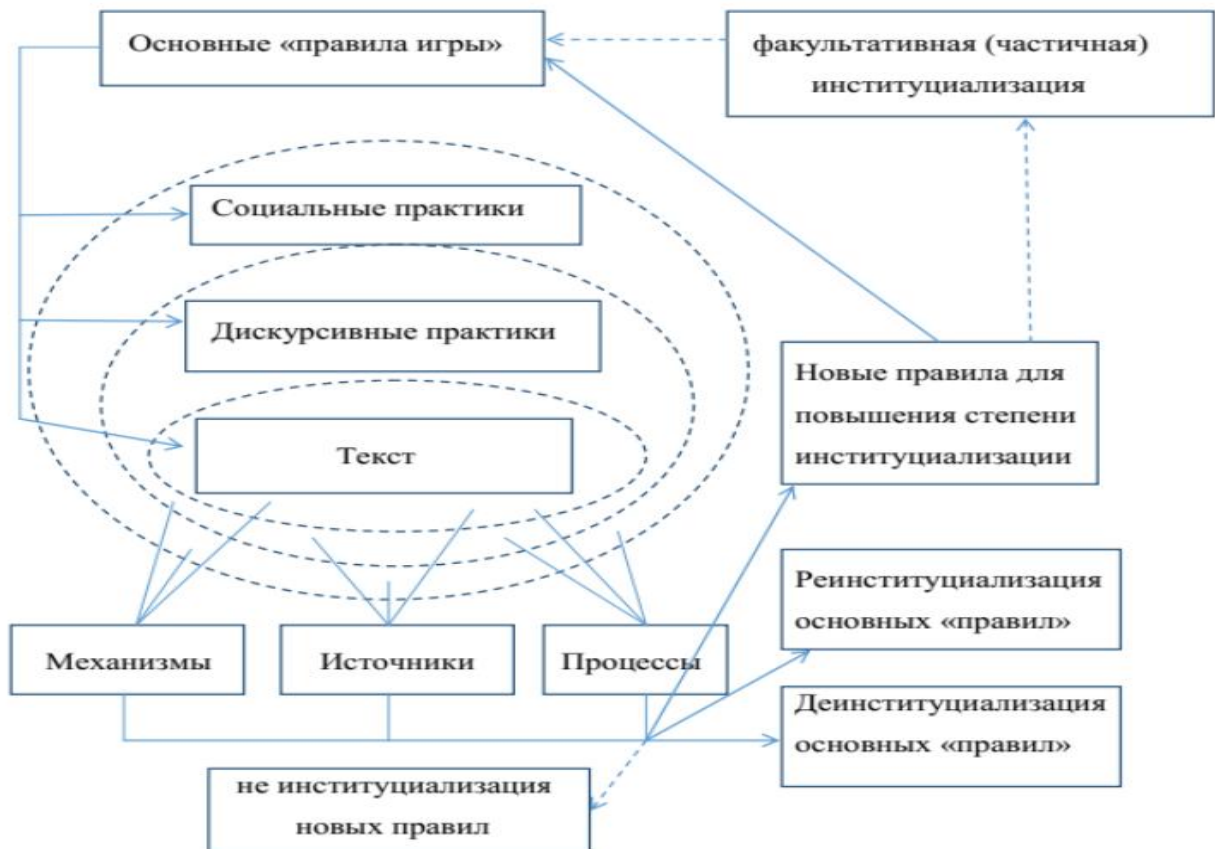 Основные «правила игры»
факультативная (частичная)
институциализация
Социальные практики
Дискурсивные практики
Новые правила для
повышения степени
институциализации
Текст
Реинституциализация
основных «правил»
Механизмы
Источники
Процессы
Деинституциализация
основных «правил»
не институциализация
новых правил